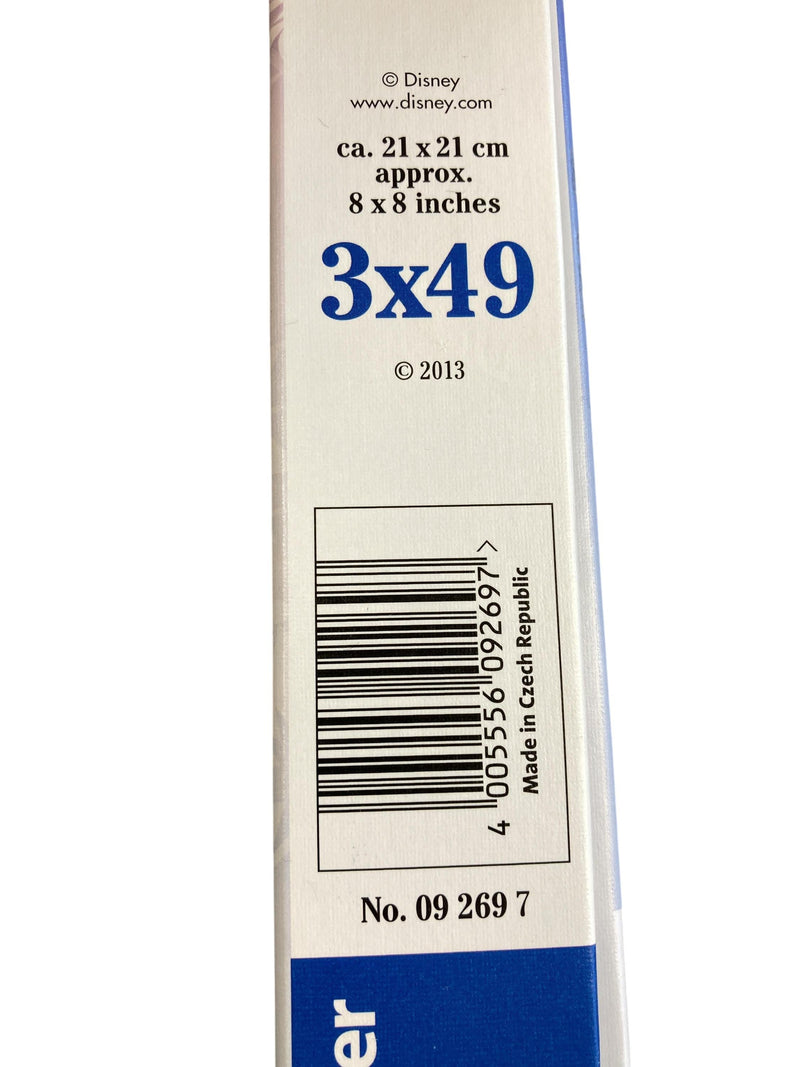 © Disney
www.disney.com
ca. 21 x 21 cm
approx.
8 x 8 inches
3x49
© 2013
4 005556 092697 >
Made in Czech Republic
No. 09 269 7
er